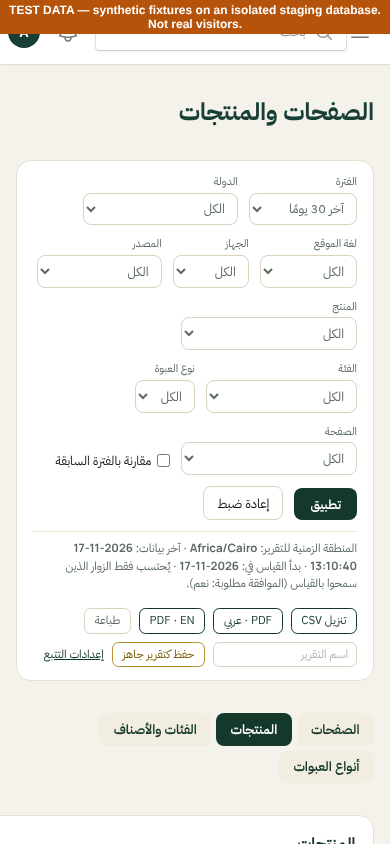 TEST DATA — synthetic fixtures on an isolated staging database.
Not real visitors.
A
بحث
الصفحات والمنتجات
الفترة
الدولة
آخر 30 يومًا
الكل
لغة الموقع
الجهاز
المصدر
الكل
الكل
الكل
المنتج
الكل
الفئة
نوع العبوة
الكل
الكل
الصفحة
الكل
مقارنة بالفترة السابقة
تطبيق
إعادة ضبط
المنطقة الزمنية للتقرير: Africa/Cairo · آخر بيانات: 2026-11-17
13:10:40 · بدأ القياس في: 2026-11-17 · يُحتسب فقط الزوار الذين
سمحوا بالقياس (الموافقة مطلوبة: نعم).
تنزيل CSV
PDF · عربي
PDF · EN
طباعة
اسم التقرير
حفظ كتقرير جاهز
إعدادات التتبع
الصفحات
المنتجات
الفئات والأصناف
أنواع العبوات
المنتجات